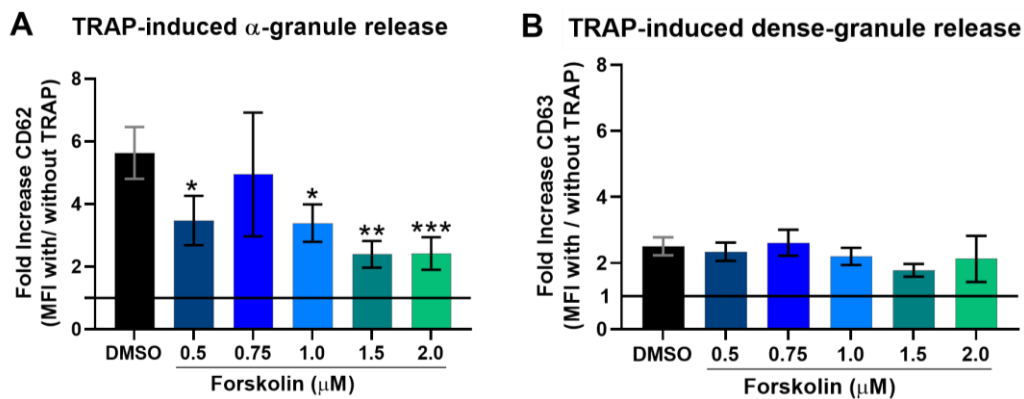 A TRAP-induced α-granule release
Fold Increase CD62
(MFI with/ without TRAP)
8
6
4
2
0
*
*
**
***
DMSO 0.5 0.75 1.0 1.5 2.0
Forskolin (μM)
B TRAP-induced dense-granule release
Fold Increase CD63
(MFI with / without TRAP)
8
6
4
2
1
0
DMSO 0.5 0.75 1.0 1.5 2.0
Forskolin (μM)